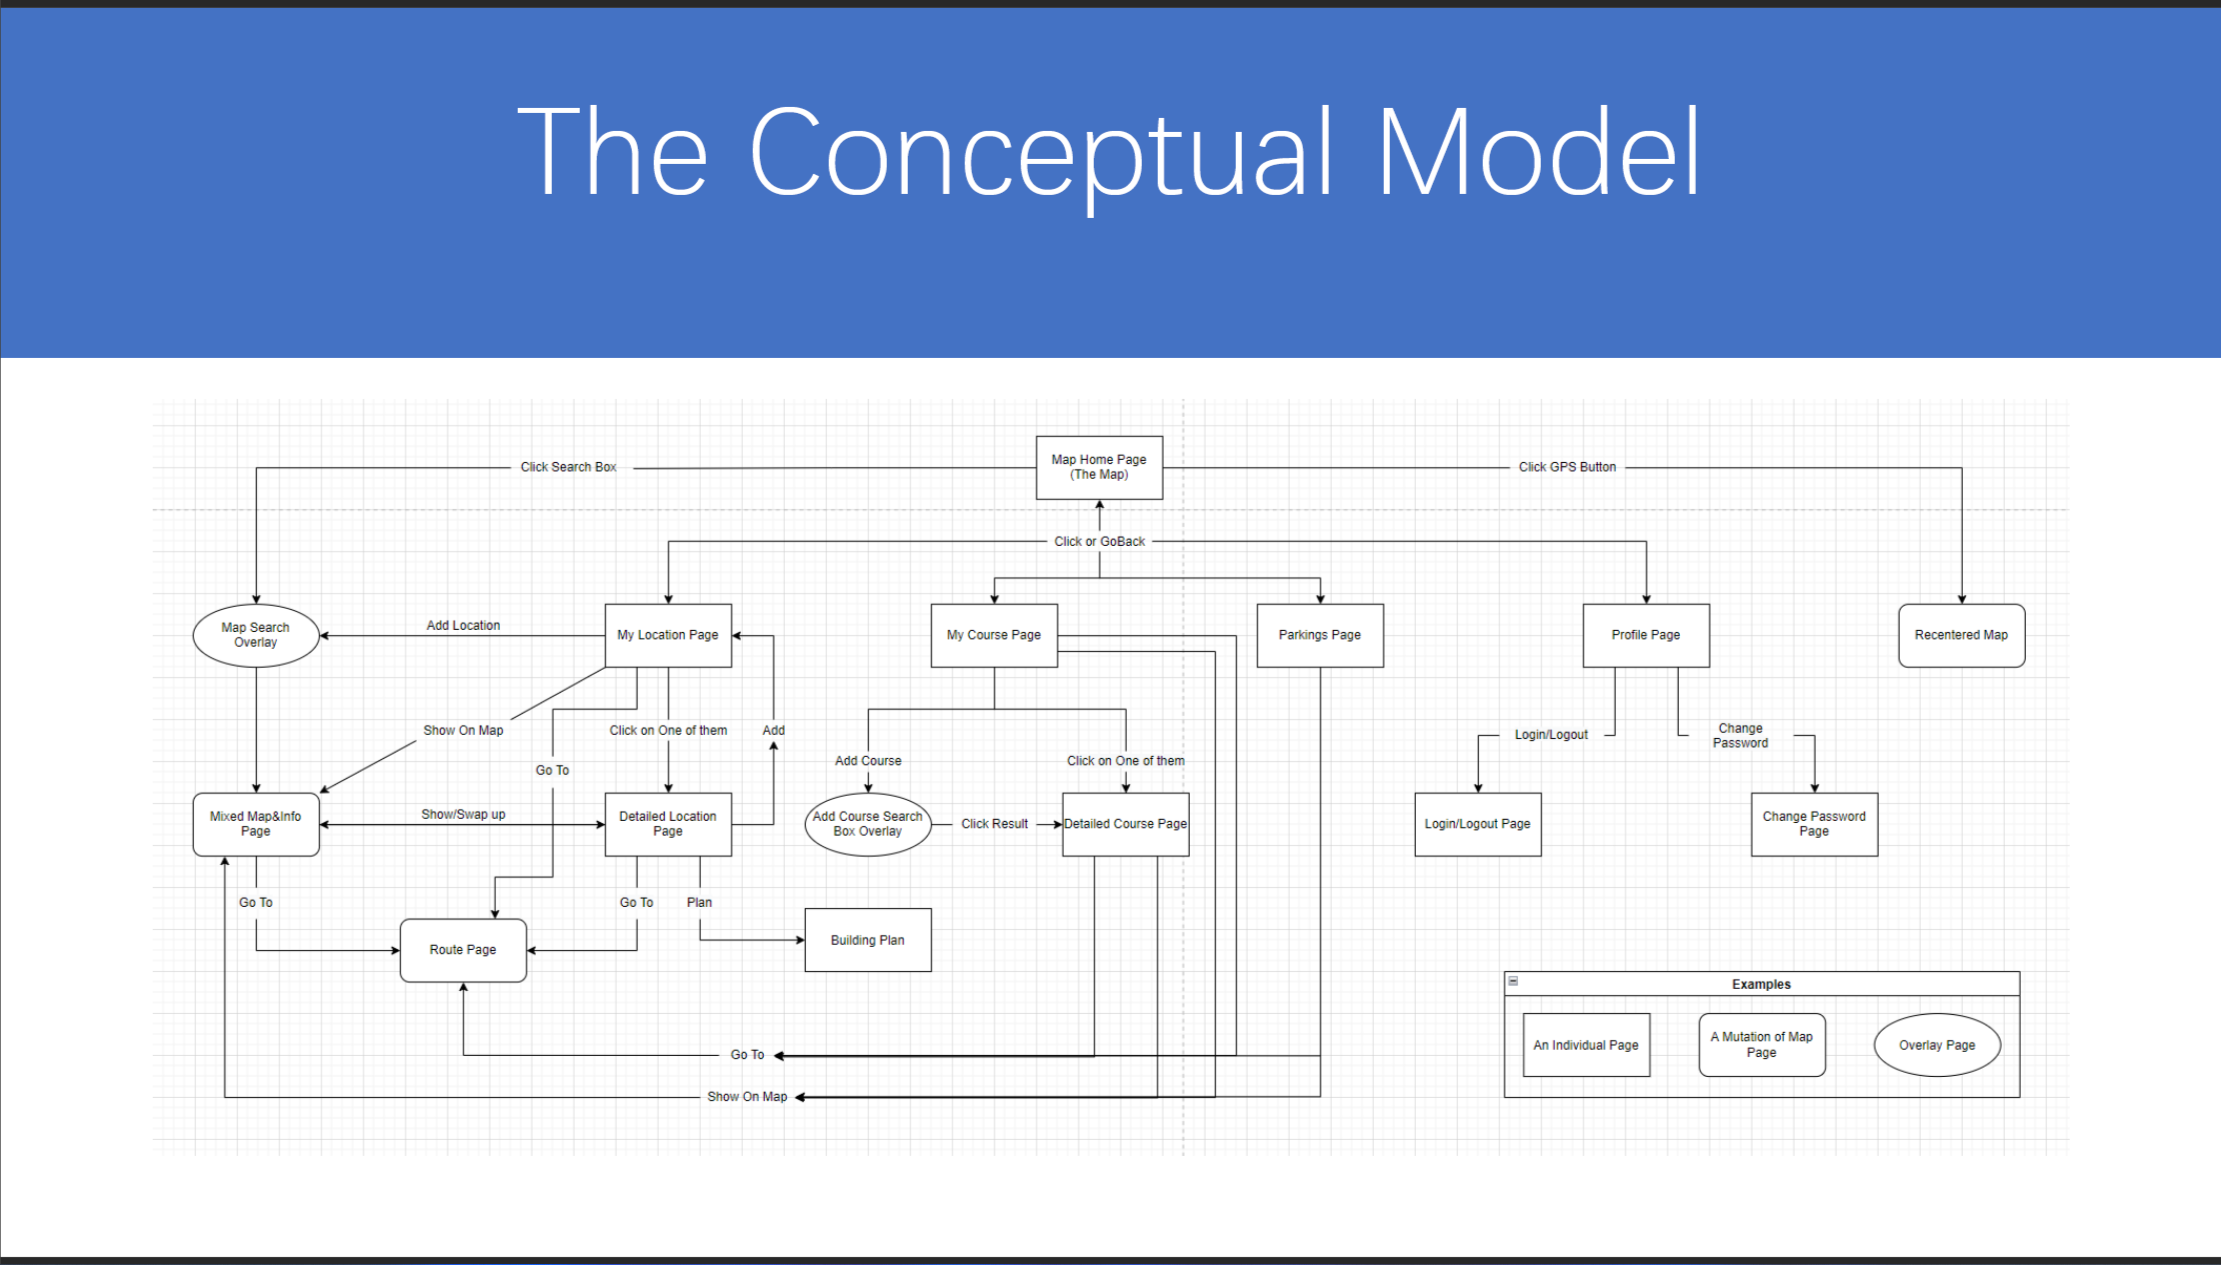 The Conceptual Model
Map Home Page
(The Map)
Click Search Box
Click GPS Button
Click or GoBack
Map Search
Overlay
Add Location
My Location Page
My Course Page
Parkings Page
Profile Page
Recentered Map
Show On Map
Click on One of them
Add
Login/Logout
Change
Password
Go To
Add Course
Click on One of them
Mixed Map&Info
Page
Show/Swap up
Detailed Location
Page
Add Course Search
Box Overlay
Click Result
Detailed Course Page
Login/Logout Page
Change Password
Page
Go To
Go To
Plan
Route Page
Building Plan
Examples
An Individual Page
A Mutation of Map
Page
Overlay Page
Go To
Show On Map